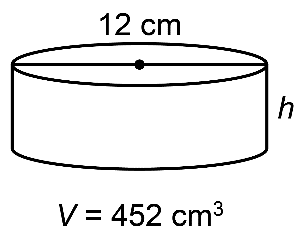 12 cm
h
V = 452 cm³